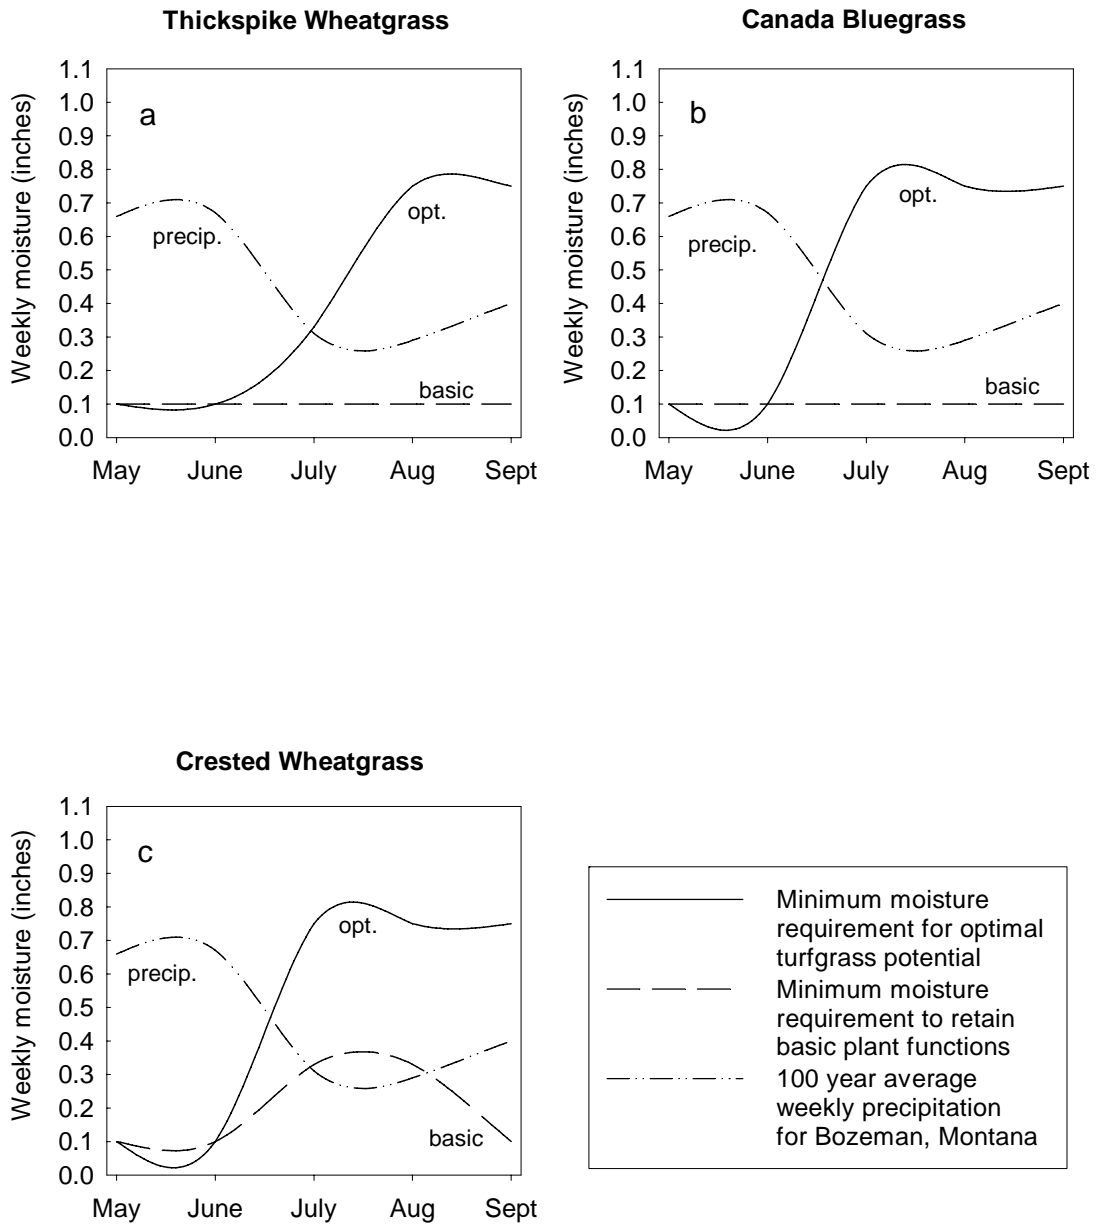 Thickspike Wheatgrass
Weekly moisture (inches)
1.1
1.0
0.9
0.8
0.7
0.6
0.5
0.4
0.3
0.2
0.1
0.0
a
precip.
opt.
basic
May June July Aug Sept
Canada Bluegrass
Weekly moisture (inches)
1.1
1.0
0.9
0.8
0.7
0.6
0.5
0.4
0.3
0.2
0.1
0.0
b
precip.
opt.
basic
May June July Aug Sept
Crested Wheatgrass
Weekly moisture (inches)
1.1
1.0
0.9
0.8
0.7
0.6
0.5
0.4
0.3
0.2
0.1
0.0
c
opt.
precip.
basic
May June July Aug Sept
Minimum moisture
requirement for optimal
turfgrass potential
Minimum moisture
requirement to retain
basic plant functions
100 year average
weekly precipitation
for Bozeman, Montana